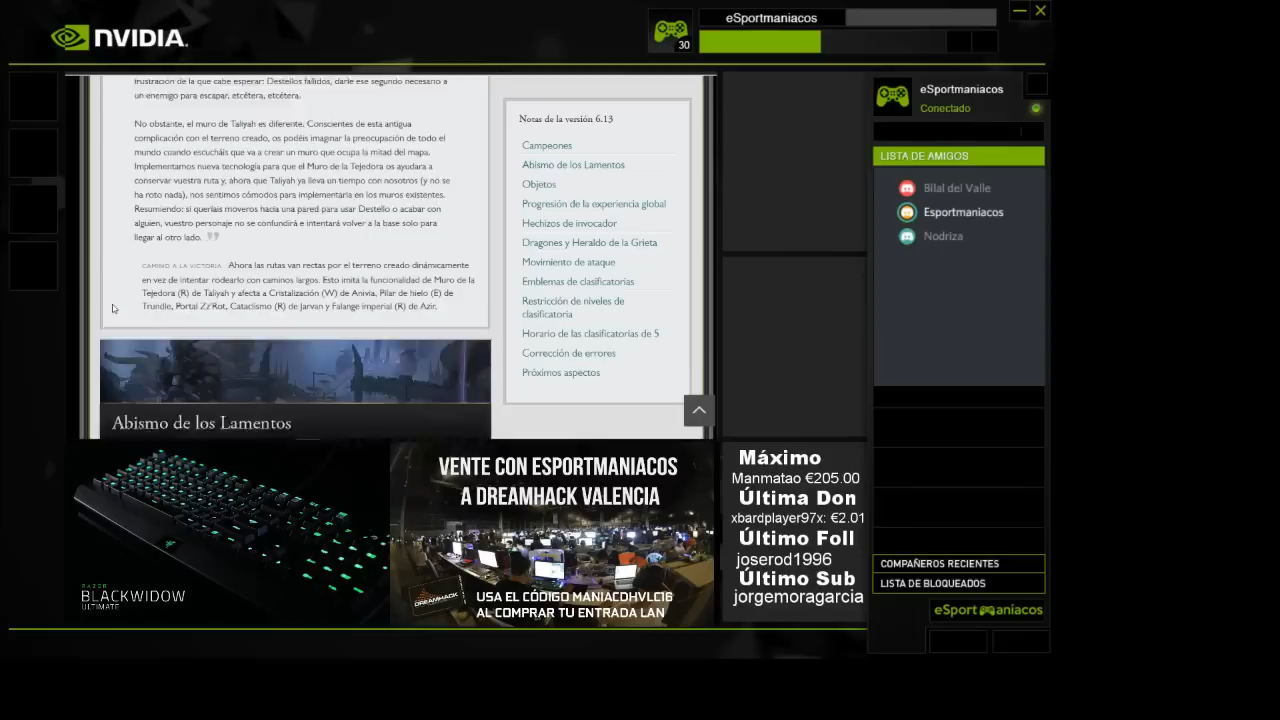 NVIDIA.
30
eSportmaniacos
frustración de la que cabe esperar: Destellos fallidos, darle ese segundo necesario a
un enemigo para escapar, etcétera, etcétera.
No obstante, el muro de Taliyah es diferente. Conscientes de esta antigua
complicación con el terreno creado, os podéis imaginar la preocupación de todo el
mundo cuando escucháis que va a crear un muro que ocupa la mitad del mapa.
Implementamos nueva tecnología para que el Muro de la Tejedora os ayudara a
conservar vuestra ruta y, ahora que Taliyah ya lleva un tiempo con nosotros (y no se
ha roto nada), nos sentimos cómodos para implementarla en los muros existentes.
Resumiendo: si queríais moveros hacia una pared para usar Destello o acabar con
alguien, vuestro personaje no se confundirá e intentará volver a la base solo para
llegar al otro lado. ”
CAMINO A LA VICTORIA Ahora las rutas van rectas por el terreno creado dinámicamente
en vez de intentar rodearlo con caminos largos. Esto imita la funcionalidad de Muro de la
Tejedora (R) de Taliyah y afecta a Cristalización (W) de Anivia, Pilar de hielo (E) de
Trundle, Portal Zz'Rot, Cataclismo (R) de Jarvan y Falange imperial (R) de Azir.
Abismo de los Lamentos
Notas de la versión 6.13
Campeones
Abismo de los Lamentos
Objetos
Progresión de la experiencia global
Hechizos de invocador
Dragones y Heraldo de la Grieta
Movimiento de ataque
Emblemas de clasificatorias
Restricción de niveles de
clasificatoria
Horario de las clasificatorias de 5
Corrección de errores
Próximos aspectos
eSportmaniacos
Conectado
LISTA DE AMIGOS
Bilal del Valle
Esportmaniacos
Nodriza
COMPAÑEROS RECIENTES
LISTA DE BLOQUEADOS
eSportmaníacos
RAZER
BLACKWIDOW
ULTIMATE
VENTE CON ESPORTMANIACOS
A DREAMHACK VALENCIA
DREAMHACK
USA EL CÓDIGO MANIACDHVLC16
AL COMPRAR TU ENTRADA LAN
Máximo
Manmatao €205.00
Última Don
xbardplayer97x: €2.01
Último Foll
joserod1996
Último Sub
jorgemoragarcia